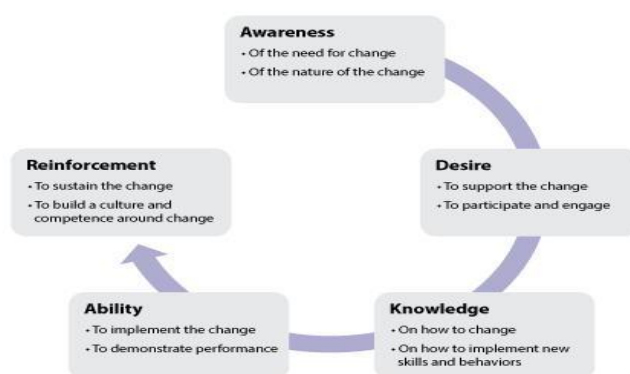 Awareness
• Of the need for change
• Of the nature of the change
Desire
• To support the change
• To participate and engage
Knowledge
• On how to change
• On how to implement new
skills and behaviors
Ability
• To implement the change
• To demonstrate performance
Reinforcement
• To sustain the change
• To build a culture and
competence around change